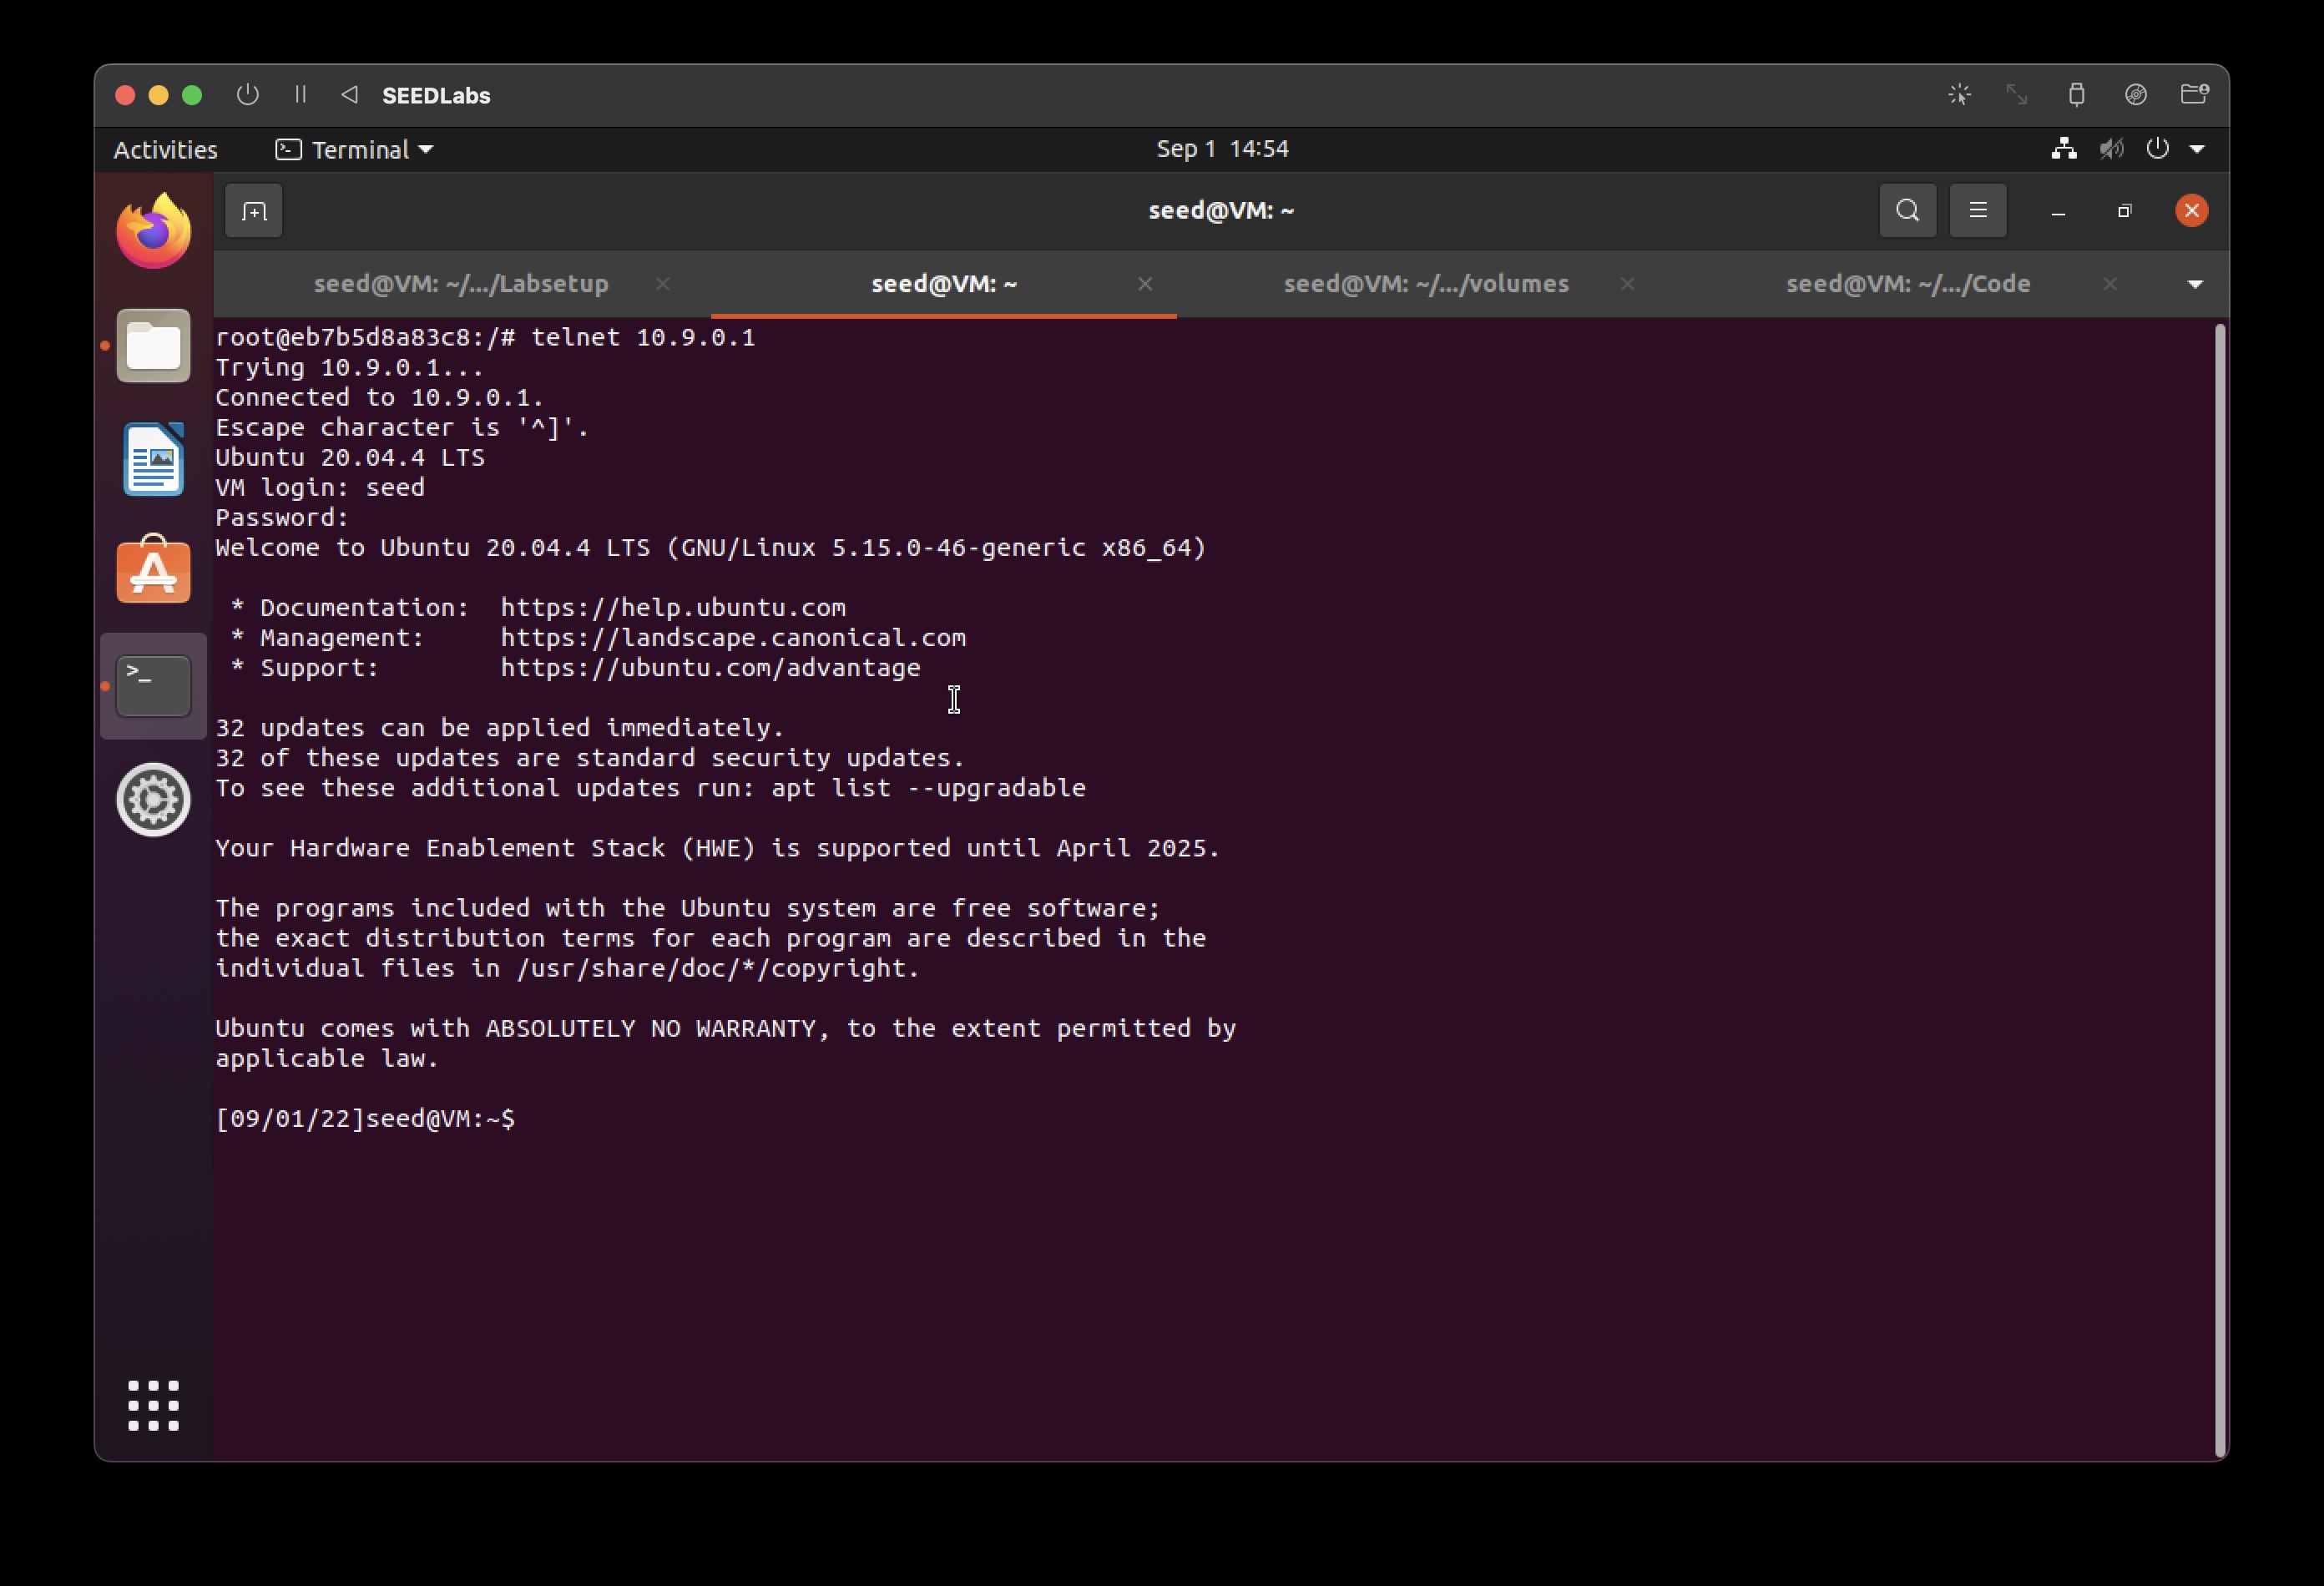 SEEDLabs
Activities
Terminal
Sep 1 14:54
seed@VM: ~
seed@VM: ~/.../Labsetup
seed@VM: ~
seed@VM: ~/.../volumes
seed@VM: ~/.../Code
root@eb7b5d8a83c8:/# telnet 10.9.0.1
Trying 10.9.0.1...
Connected to 10.9.0.1.
Escape character is '^]'.
Ubuntu 20.04.4 LTS
VM login: seed
Password:
Welcome to Ubuntu 20.04.4 LTS (GNU/Linux 5.15.0-46-generic x86_64)
* Documentation:  https://help.ubuntu.com
* Management:     https://landscape.canonical.com
* Support:        https://ubuntu.com/advantage
32 updates can be applied immediately.
32 of these updates are standard security updates.
To see these additional updates run: apt list --upgradable
Your Hardware Enablement Stack (HWE) is supported until April 2025.
The programs included with the Ubuntu system are free software;
the exact distribution terms for each program are described in the
individual files in /usr/share/doc/*/copyright.
Ubuntu comes with ABSOLUTELY NO WARRANTY, to the extent permitted by
applicable law.
[09/01/22]seed@VM:~$